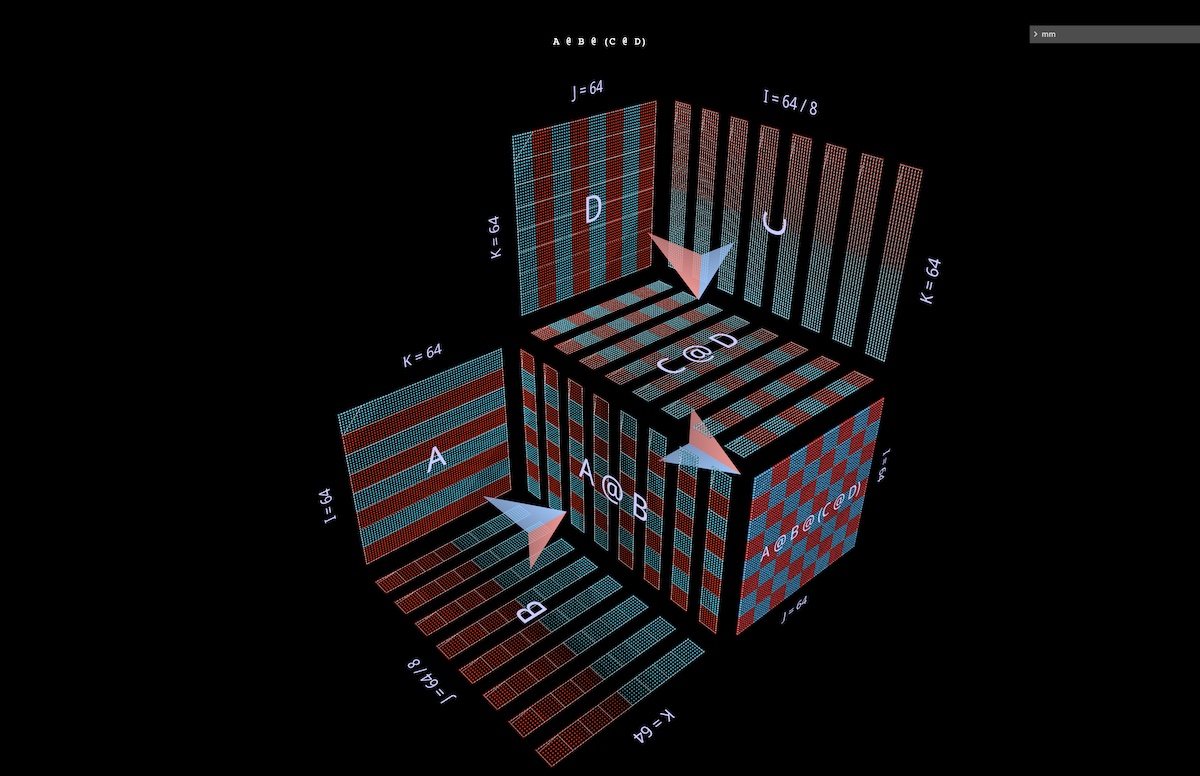 A @ B @ (C @ D)
mm
J = 64
I = 64 / 8
K = 64
D
C
K = 64
C @ D
K = 64
A
A @ B
I = 64
I = 64
A @ B @ (C @ D)
B
J = 64
J = 64 / 8
K = 64